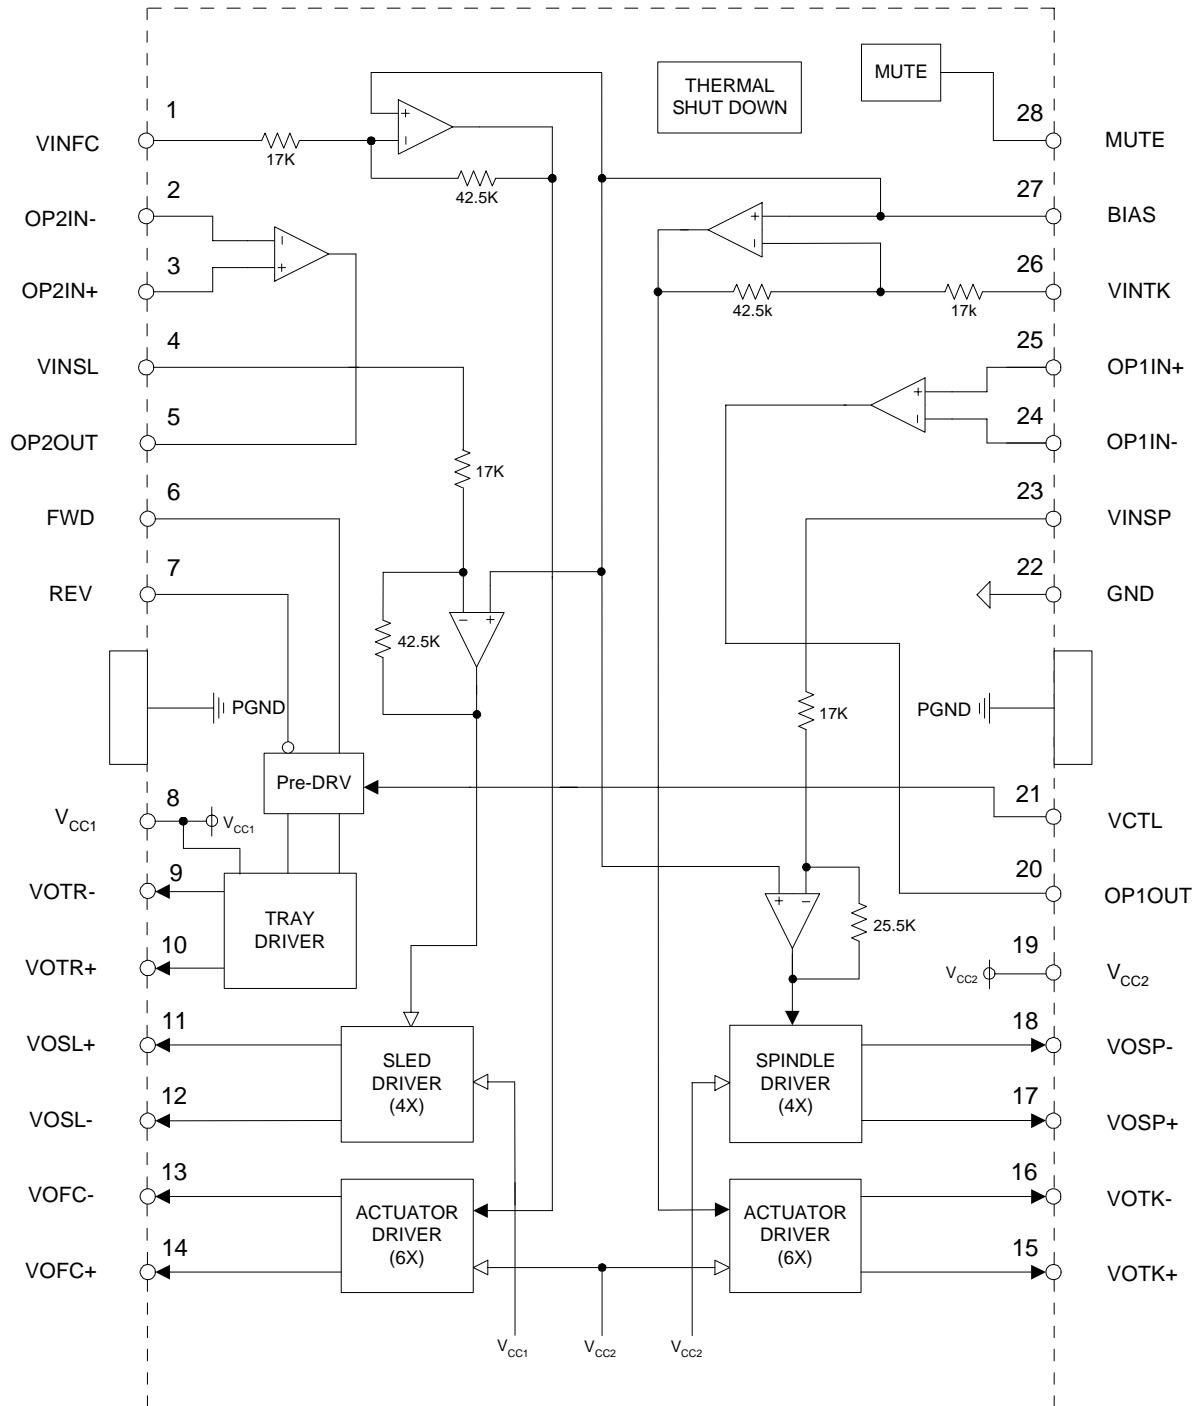 MUTE
THERMAL
SHUT DOWN
1
28
VINFC
MUTE
17K
42.5K
2
27
OP2IN-
BIAS
3
26
OP2IN+
VINTK
42.5k
17k
4
25
VINSL
OP1IN+
5
24
OP2OUT
OP1IN-
17K
6
23
FWD
VINSP
7
22
REV
GND
42.5K
PGND
17K
PGND
Pre-DRV
8
21
VCC1
VCC1
VCTL
9
20
VOTR-
OP1OUT
TRAY
DRIVER
25.5K
10
19
VOTR+
VCC2
VCC2
11
18
VOSL+
VOSP-
SLED
DRIVER
(4X)
SPINDLE
DRIVER
(4X)
12
17
VOSL-
VOSP+
13
16
VOFC-
VOTK-
ACTUATOR
DRIVER
(6X)
ACTUATOR
DRIVER
(6X)
14
15
VOFC+
VOTK+
VCC1
VCC2
VCC2